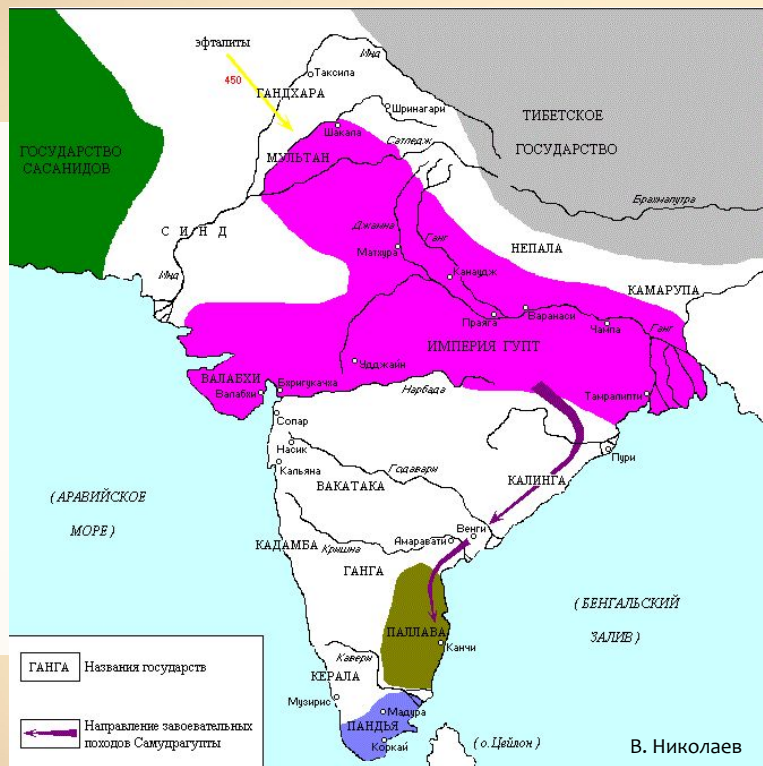 эфталиты
450
Инд
Таксила
ГАНДХАРА
Шринагари
Шакала
МУЛЬТАН
Сатледж
ТИБЕТСКОЕ
ГОСУДАРСТВО
ГОСУДАРСТВО
САСАНИДОВ
Брахмапутра
СИНД
Джамна
Ганг
НЕПАЛА
Матхура
Инд
Канаудж
КАМАРУПА
Праяга
Варанаси
Чампа
Ганг
ИМПЕРИЯ ГУПТ
Удджайн
ВАЛАБХИ
Валабхи
Бхригукачха
Нарбада
Тамралипти
Сопар
Насик
Кальяна
Годавари
Пури
КАЛИНГА
ВАКАТАКА
( АРАВИЙСКОЕ
МОРЕ )
Венги
Амаравати
КАДАМБА
Кришна
ГАНГА
( БЕНГАЛЬСКИЙ
ЗАЛИВ )
ПАЛЛАВА
Канчи
Кавери
КЕРАЛА
Музирис
Мадура
ПАНДЬЯ
Коркай
( о.Цейлон )
ГАНГА
Названия государств
Направление завоевательных
походов Самудрагупты
В. Николаев